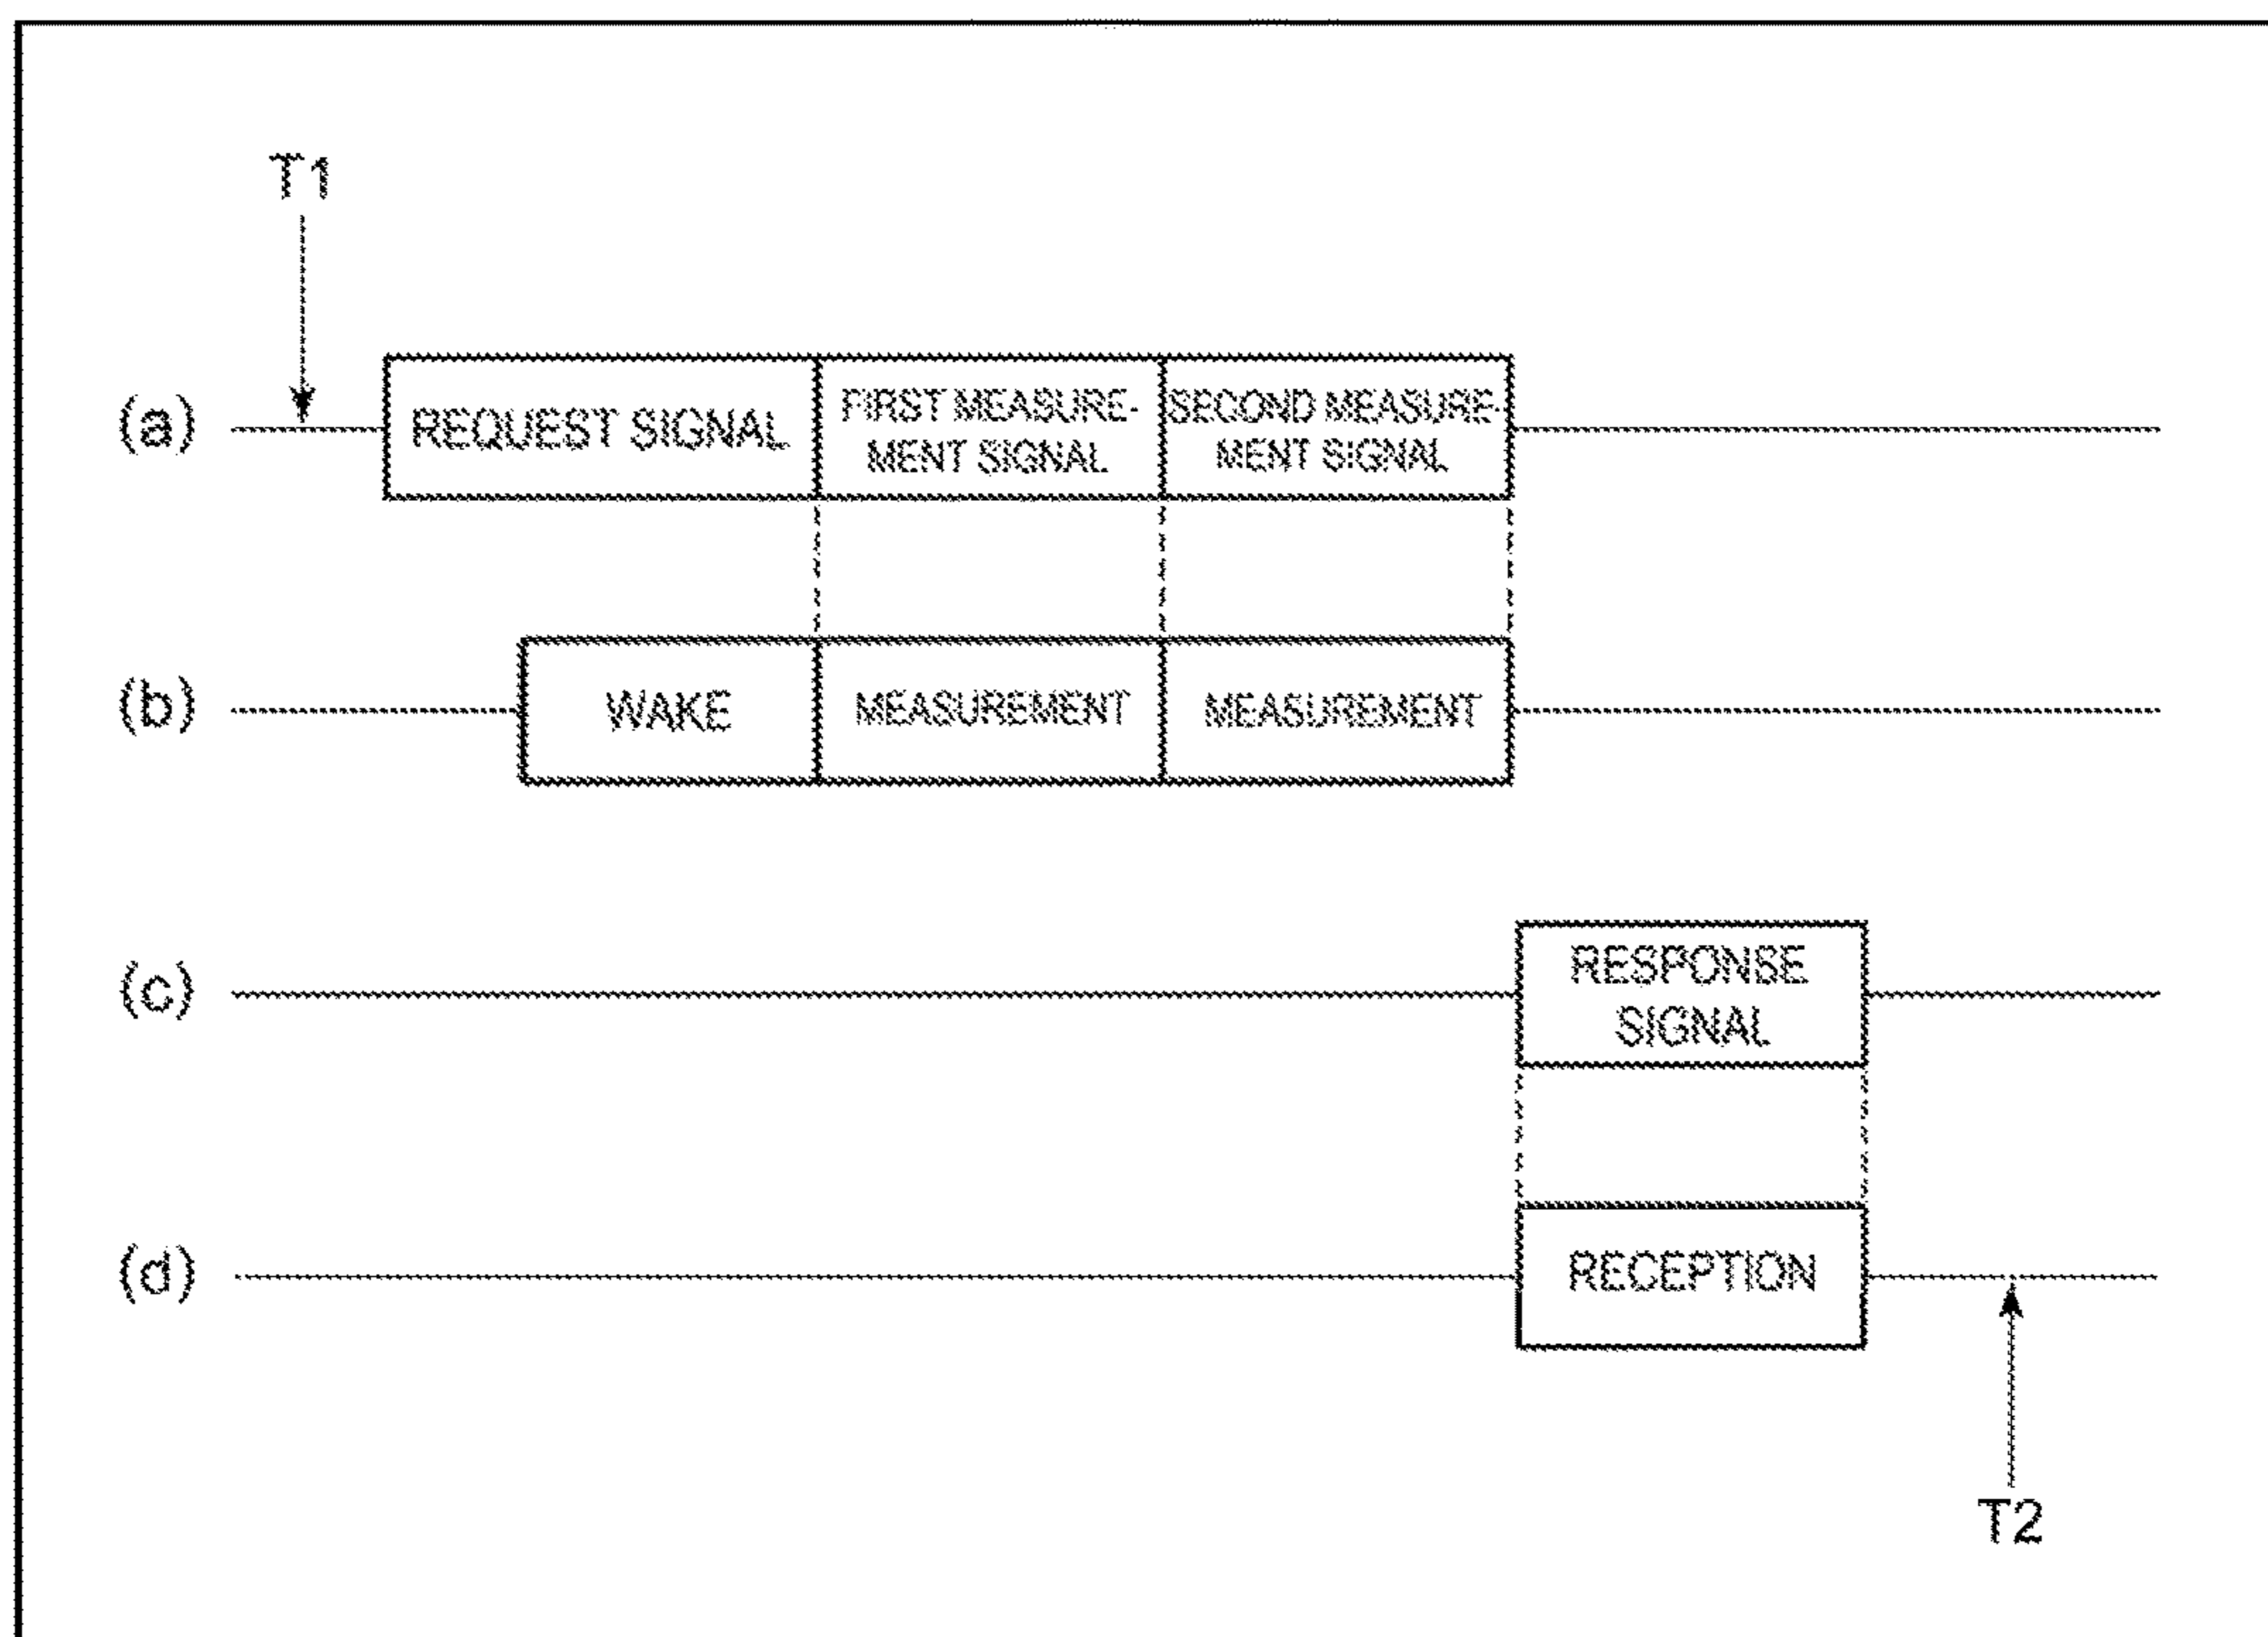 T1
(a)
REQUEST SIGNAL
FIRST MEASURE-
MENT SIGNAL
SECOND MEASURE-
MENT SIGNAL
(b)
WAKE
MEASUREMENT
MEASUREMENT
(c)
RESPONSE
SIGNAL
(d)
RECEPTION
T2